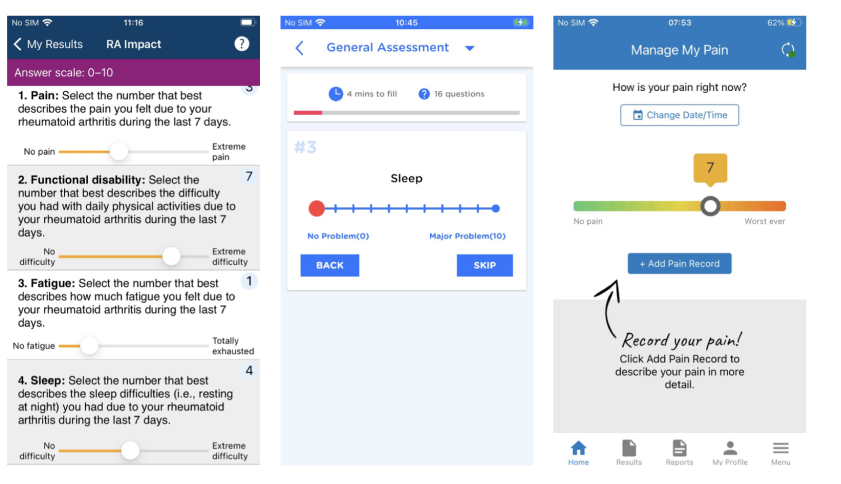 No SIM 11:16
My Results RA Impact ?
Answer scale: 0–10
3
1. Pain: Select the number that best
describes the pain you felt due to your
rheumatoid arthritis during the last 7 days.
No pain
Extreme
pain
2. Functional disability: Select the 7
number that best describes the difficulty
you had with daily physical activities due to
your rheumatoid arthritis during the last 7
days.
No
difficulty
Extreme
difficulty
3. Fatigue: Select the number that best 1
describes how much fatigue you felt due to
your rheumatoid arthritis during the last 7
days.
No fatigue
Totally
exhausted
4
4. Sleep: Select the number that best
describes the sleep difficulties (i.e., resting
at night) you had due to your rheumatoid
arthritis during the last 7 days.
No
difficulty
Extreme
difficulty
No SIM 10:45
General Assessment
4 mins to fill ? 16 questions
#3
Sleep
No Problem(0) Major Problem(10)
BACK SKIP
No SIM 07:53 62%
Manage My Pain
How is your pain right now?
Change Date/Time
7
No pain Worst ever
+ Add Pain Record
Record your pain!
Click Add Pain Record to
describe your pain in more
detail.
Home Results Reports My Profile Menu